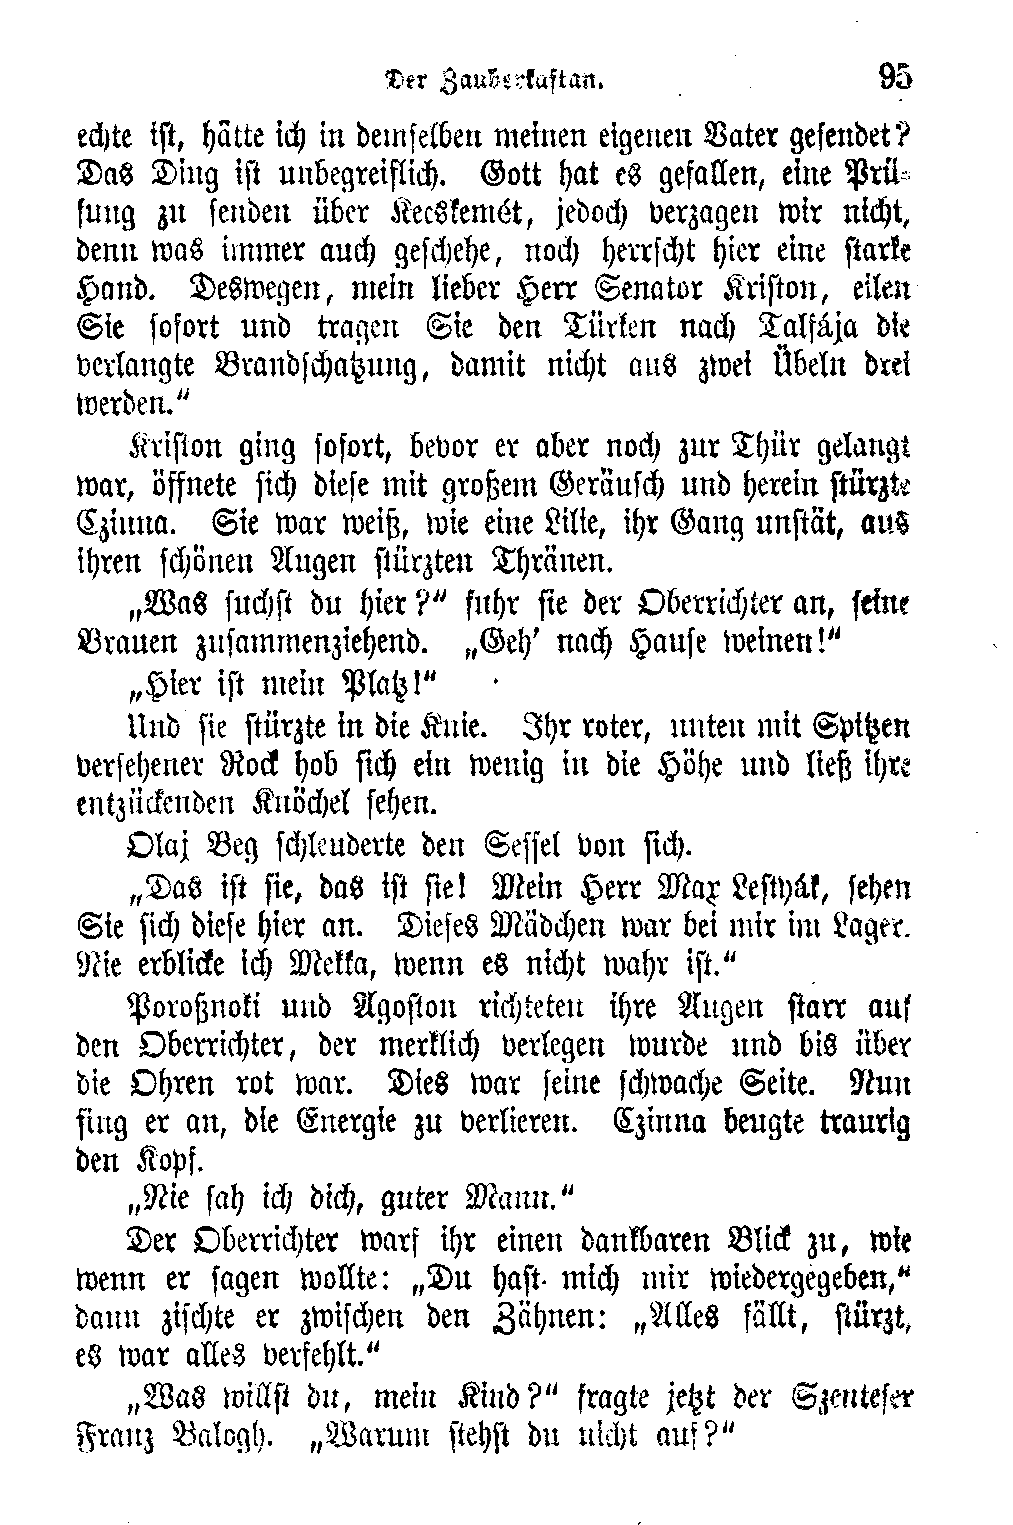 Der Zauberkaftan. 95
echte ist, hätte ich in demselben meinen eigenen Vater gesendet?
Das Ding ist unbegreiflich. Gott hat es gefallen, eine Prü-
fung zu senden über Kecskemét, jedoch verzagen wir nicht,
denn was immer auch geschehe, noch herrscht hier eine starke
Hand. Deswegen, mein lieber Herr Senator Kriston, eilen
Sie sofort und tragen Sie den Türken nach Talfája die
verlangte Brandschatzung, damit nicht aus zwei Übeln drei
werden.“
Kriston ging sofort, bevor er aber noch zur Thür gelangt
war, öffnete sich diese mit großem Geräusch und herein stürzte
Czinna. Sie war weiß, wie eine Lilie, ihr Gang unstät, aus
ihren schönen Augen stürzten Thränen.
„Was suchst du hier?“ fuhr sie der Oberrichter an, seine
Brauen zusammenziehend. „Geh’ nach Hause weinen!“
„Hier ist mein Platz!“
Und sie stürzte in die Knie. Ihr roter, unten mit Spitzen
versehener Rock hob sich ein wenig in die Höhe und ließ ihre
entzückenden Knöchel sehen.
Olaj Beg schleuderte den Sessel von sich.
„Das ist sie, das ist sie! Mein Herr Max Lestyák, sehen
Sie sich diese hier an. Dieses Mädchen war bei mir im Lager.
Nie erblicke ich Mekka, wenn es nicht wahr ist.“
Poroßnoki und Agoston richteten ihre Augen starr auf
den Oberrichter, der merklich verlegen wurde und bis über
die Ohren rot war. Dies war seine schwache Seite. Nun
fing er an, die Energie zu verlieren. Czinna beugte traurig
den Kopf.
„Nie sah ich dich, guter Mann.“
Der Oberrichter warf ihr einen dankbaren Blick zu, wie
wenn er sagen wollte: „Du hast mich mir wiedergegeben,“
dann zischte er zwischen den Zähnen: „Alles fällt, stürzt,
es war alles verfehlt.“
„Was willst du, mein Kind?“ fragte jetzt der Szenteser
Franz Balogh. „Warum stehst du nicht auf?“